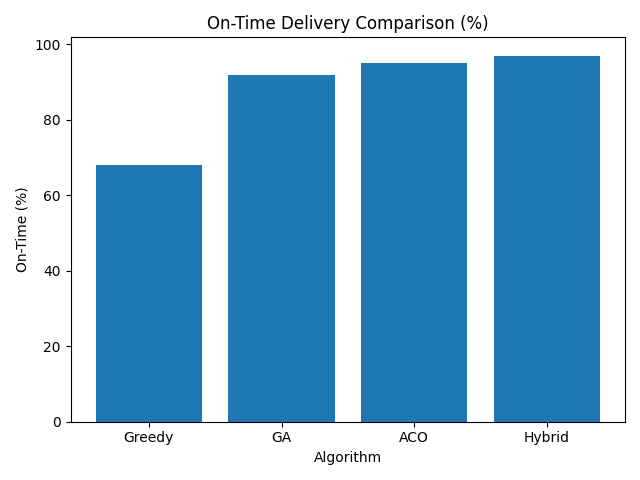 On-Time Delivery Comparison (%)
On-Time (%)
100
80
60
40
20
0
Greedy GA ACO Hybrid
Algorithm